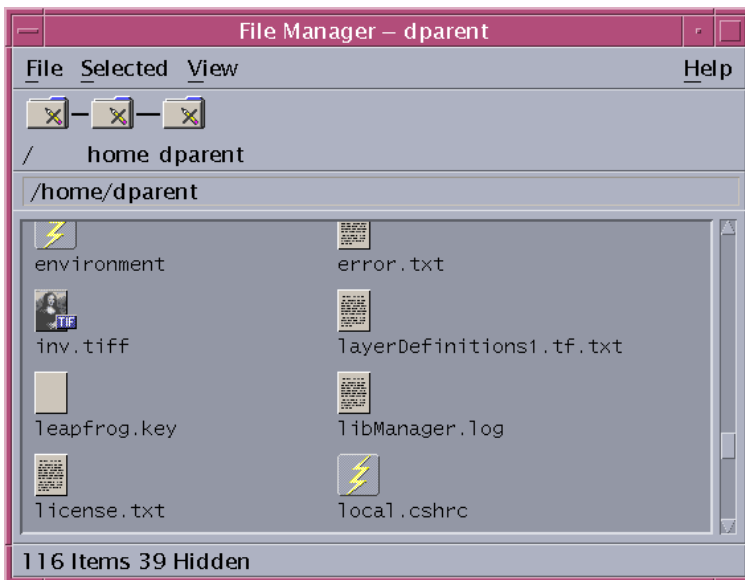 File Manager – dparent
File Selected View Help
/ home dparent
/home/dparent
environment error.txt
TIF
inv.tiff layerDefinitions1.tf.txt
leapfrog.key libManager.log
license.txt local.cshrc
116 Items 39 Hidden